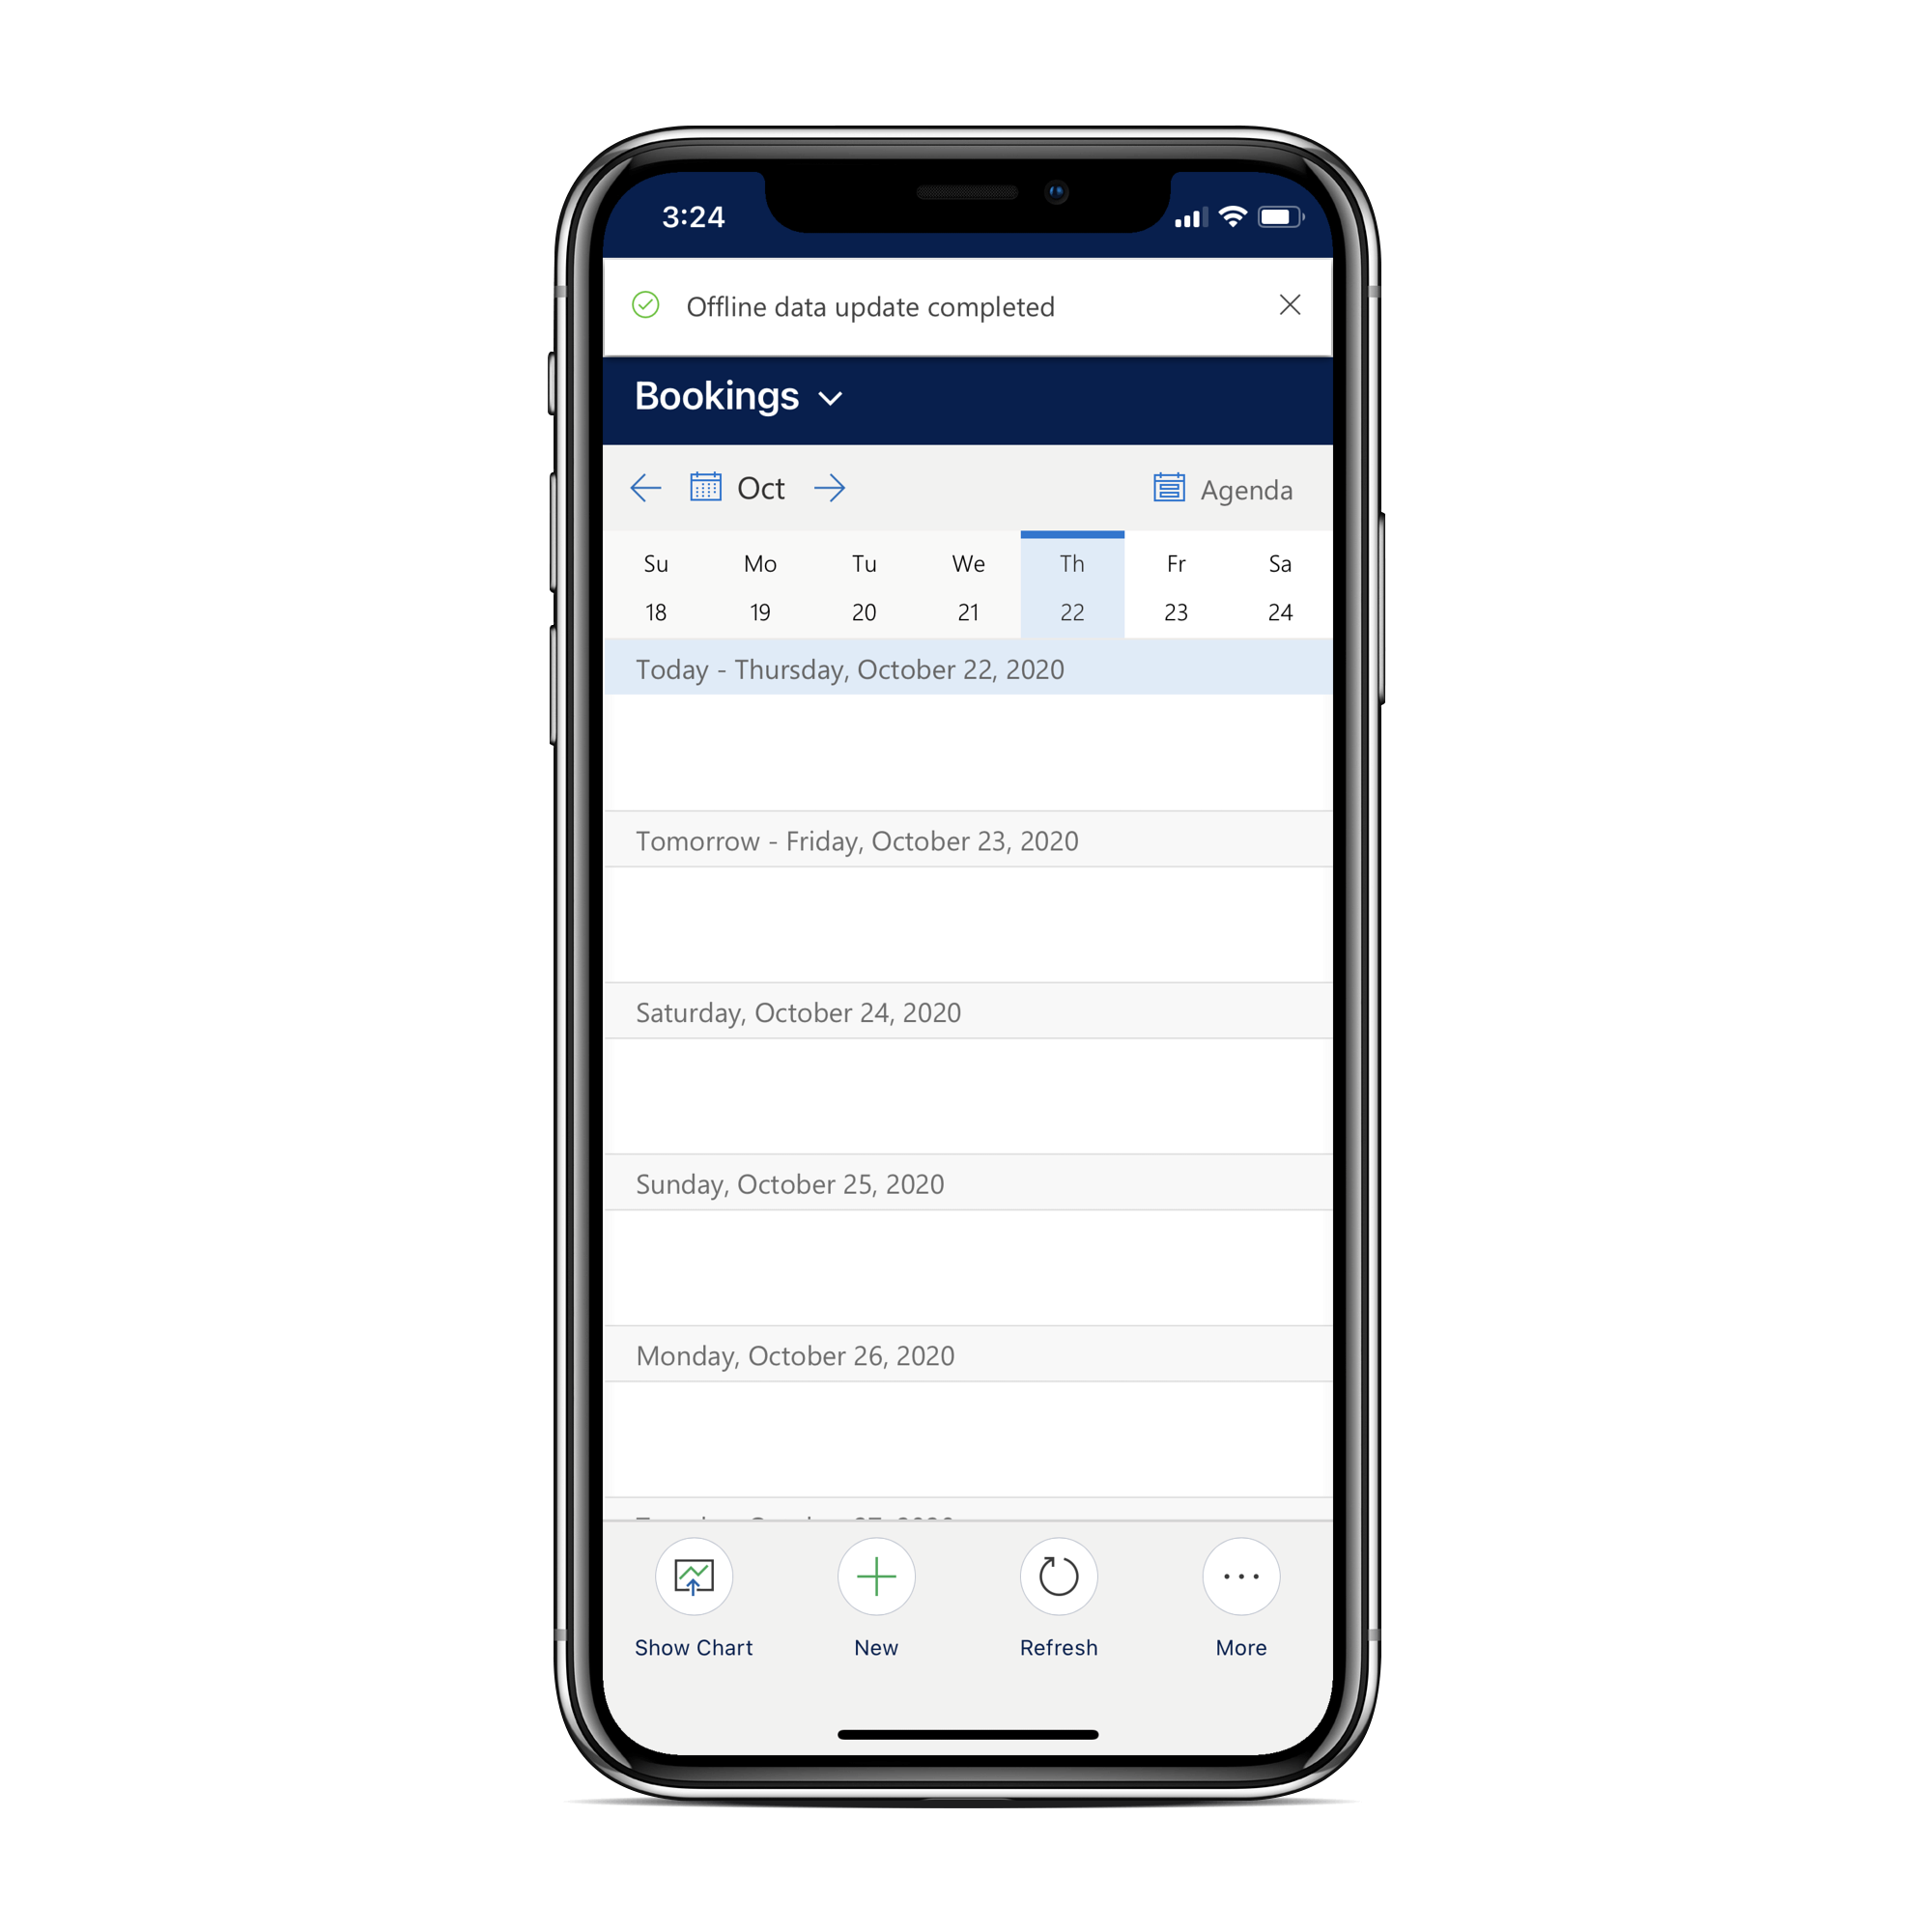 3:24
Offline data update completed
Bookings
Oct
Agenda
Su Mo Tu We Th Fr Sa
18 19 20 21 22 23 24
Today - Thursday, October 22, 2020
Tomorrow - Friday, October 23, 2020
Saturday, October 24, 2020
Sunday, October 25, 2020
Monday, October 26, 2020
Show Chart New Refresh More